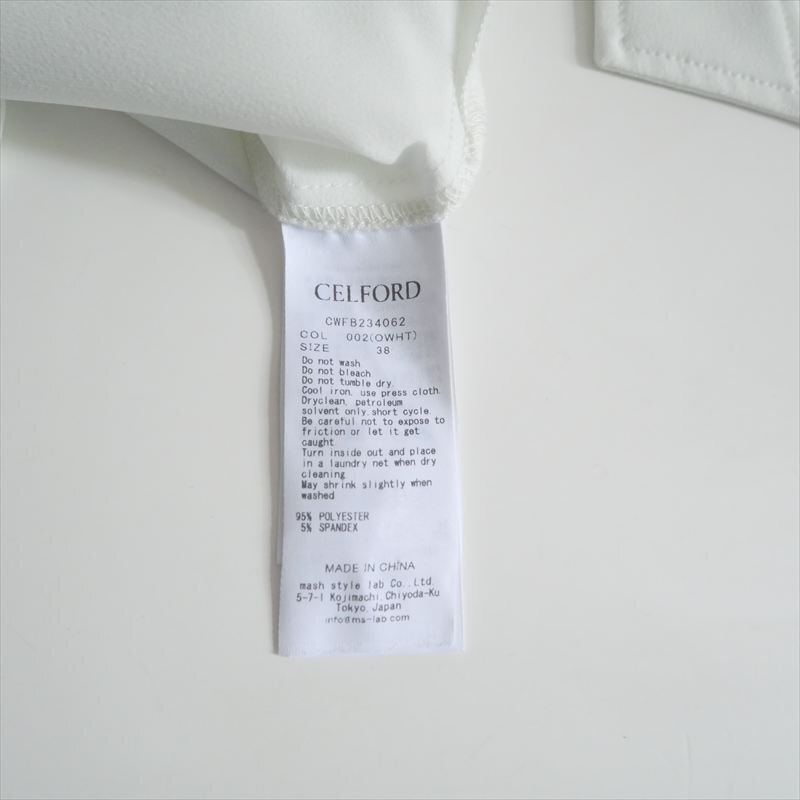 CELFORD
CWFB234062
COL 002(OWHT)
SIZE 38
Do not wash.
Do not bleach.
Do not tumble dry.
Cool iron, use press cloth.
Dryclean, petroleum
solvent only.short cycle.
Be careful not to expose to
friction or let it get
caught.
Turn inside out and place
in a laundry net when dry
cleaning
May shrink slightly when
washed
95% POLYESTER
5% SPANDEX
MADE IN CHINA
mash style lab Co.,Ltd.
5-7-1 Kojimachi,Chiyoda-Ku
Tokyo,Japan
info@ms-lab.com